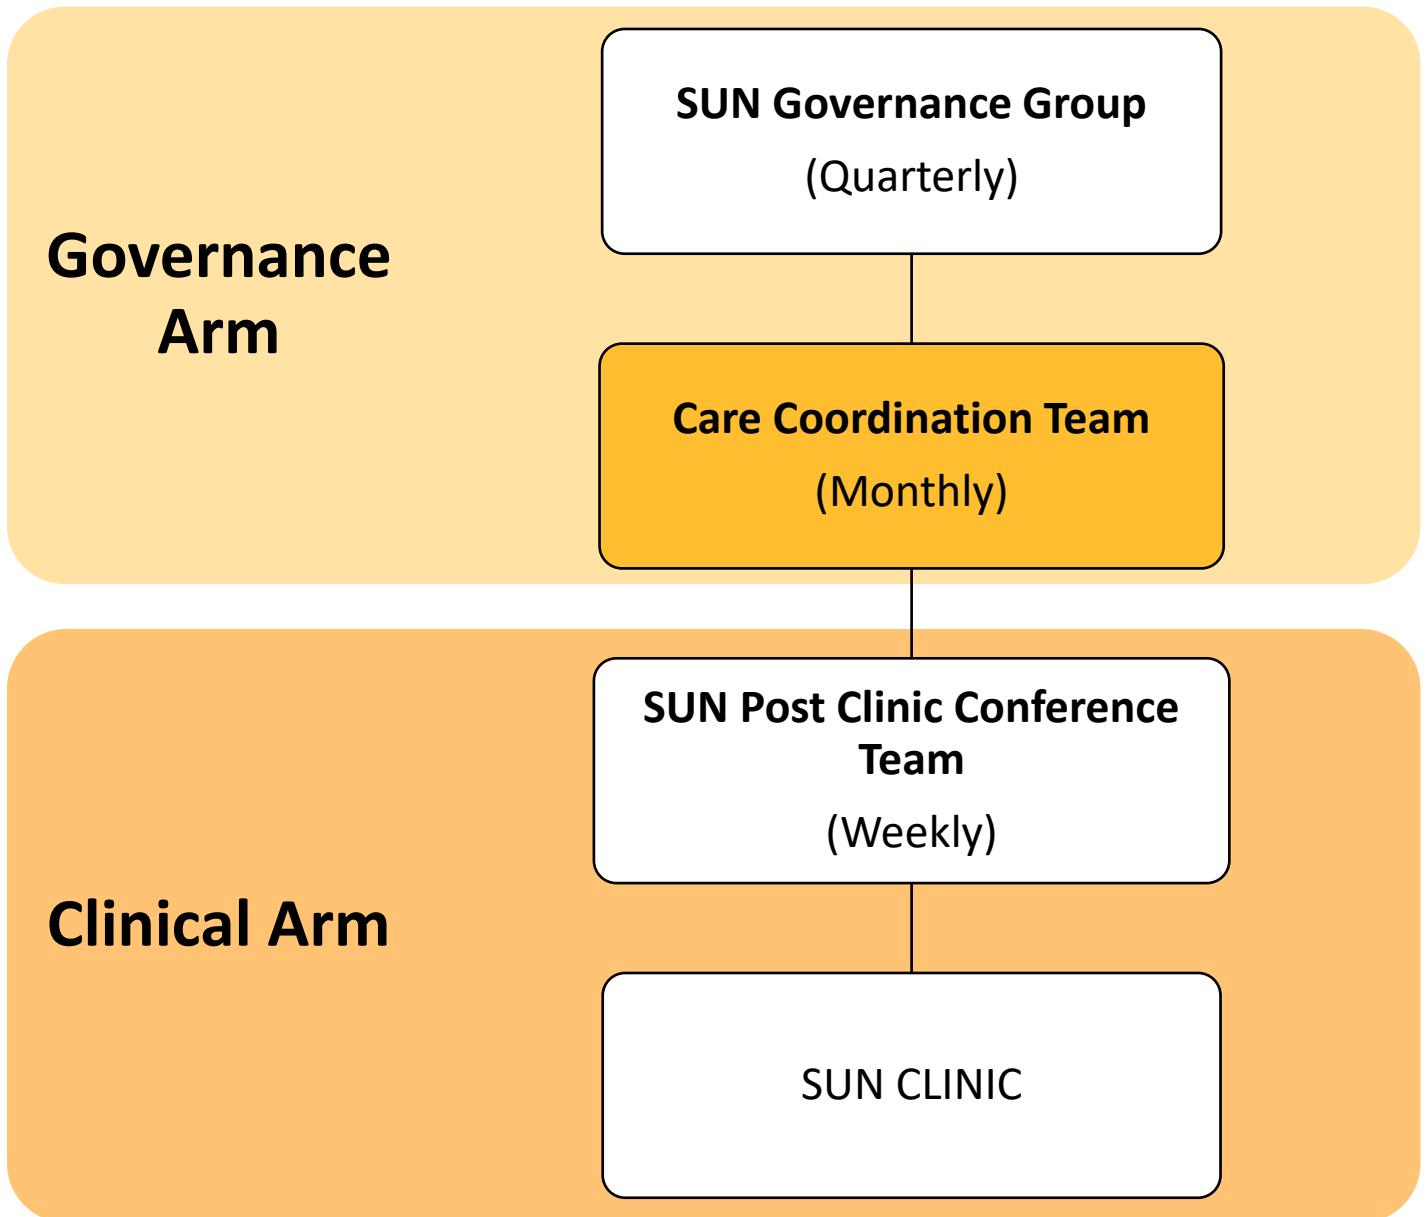 Governance
Arm
SUN Governance Group
(Quarterly)
Care Coordination Team
(Monthly)
Clinical Arm
SUN Post Clinic Conference
Team
(Weekly)
SUN CLINIC